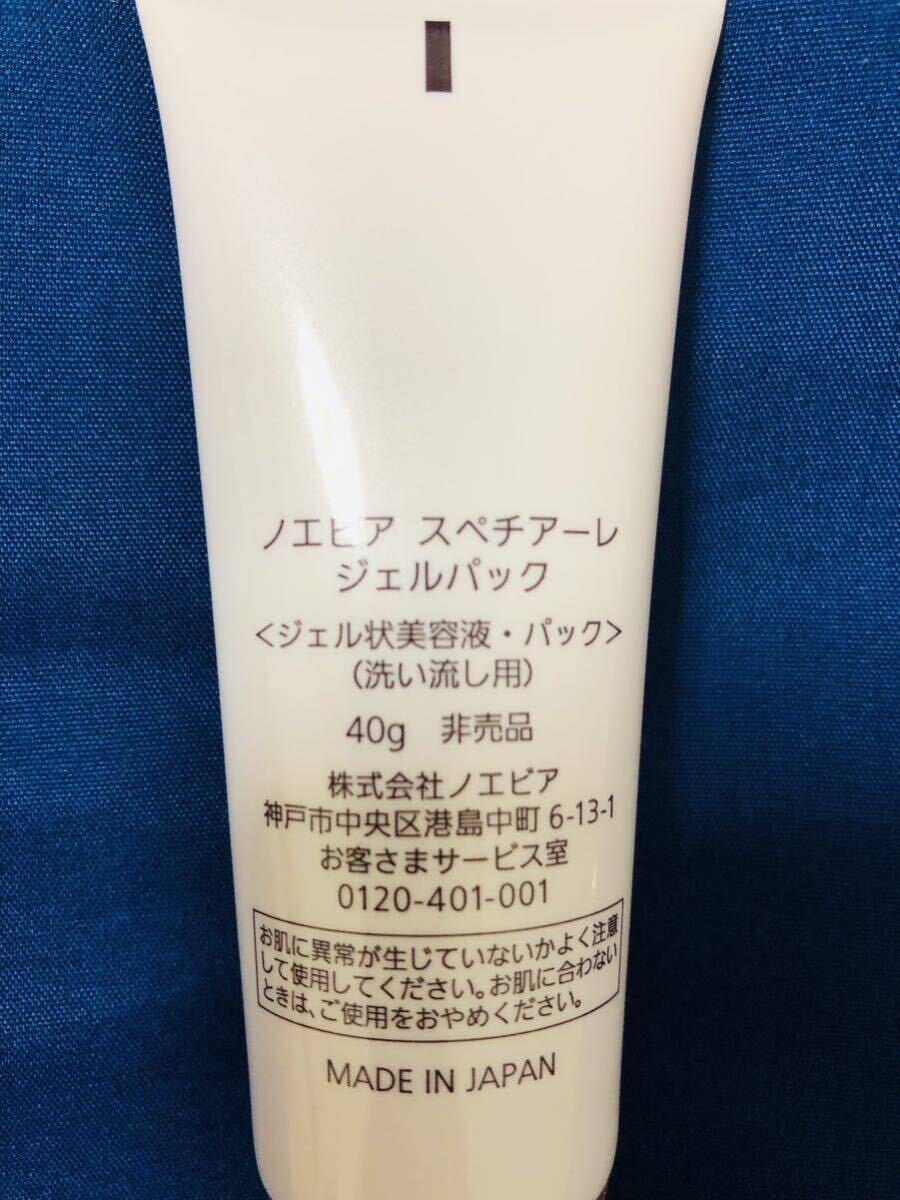 ノエビア スペチアーレ
ジェルパック
<ジェル状美容液・パック>
(洗い流し用)
40g 非売品
株式会社ノエビア
神戸市中央区港島中町 6-13-1
お客さまサービス室
0120-401-001
お肌に異常が生じていないかよく注意
して使用してください。お肌に合わない
ときは、ご使用をおやめください。
MADE IN JAPAN